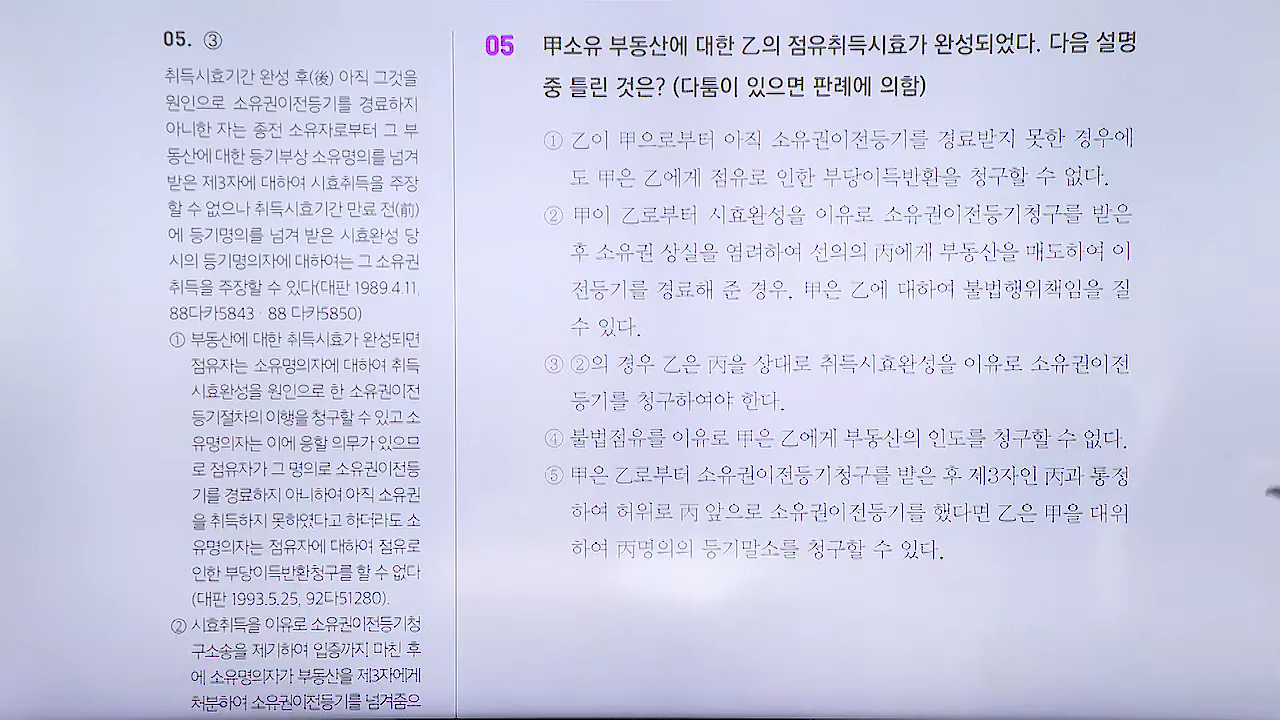 05. ③
취득시효기간 완성 후(後) 아직 그것을
원인으로 소유권이전등기를 경료하지
아니한 자는 종전 소유자로부터 그 부
동산에 대한 등기부상 소유명의를 넘겨
받은 제3자에 대하여 시효취득을 주장
할 수 없으나 취득시효기간 만료 전(前)
에 등기명의를 넘겨 받은 시효완성 당
시의 등기명의자에 대하여는 그 소유권
취득을 주장할 수 있다(대판 1989.4.11,
88다카5843 · 88 다카5850)
① 부동산에 대한 취득시효가 완성되면
점유자는 소유명의자에 대하여 취득
시효완성을 원인으로 한 소유권이전
등기절차의 이행을 청구할 수 있고 소
유명의자는 이에 응할 의무가 있으므
로 점유자가 그 명의로 소유권이전등
기를 경료하지 아니하여 아직 소유권
을 취득하지 못하였다고 하더라도 소
유명의자는 점유자에 대하여 점유로
인한 부당이득반환청구를 할 수 없다
(대판 1993.5.25, 92다51280).
② 시효취득을 이유로 소유권이전등기청
구소송을 제기하여 입증까지 마친 후
에 소유명의자가 부동산을 제3자에게
처분하여 소유권이전등기를 넘겨줌으
05 甲소유 부동산에 대한 乙의 점유취득시효가 완성되었다. 다음 설명
중 틀린 것은? (다툼이 있으면 판례에 의함)
① 乙이 甲으로부터 아직 소유권이전등기를 경료받지 못한 경우에
도 甲은 乙에게 점유로 인한 부당이득반환을 청구할 수 없다.
② 甲이 乙로부터 시효완성을 이유로 소유권이전등기청구를 받은
후 소유권 상실을 염려하여 선의의 丙에게 부동산을 매도하여 이
전등기를 경료해 준 경우, 甲은 乙에 대하여 불법행위책임을 질
수 있다.
③ ②의 경우 乙은 丙을 상대로 취득시효완성을 이유로 소유권이전
등기를 청구하여야 한다.
④ 불법점유를 이유로 甲은 乙에게 부동산의 인도를 청구할 수 없다.
⑤ 甲은 乙로부터 소유권이전등기청구를 받은 후 제3자인 丙과 통정
하여 허위로 丙 앞으로 소유권이전등기를 했다면 乙은 甲을 대위
하여 丙명의의 등기말소를 청구할 수 있다.